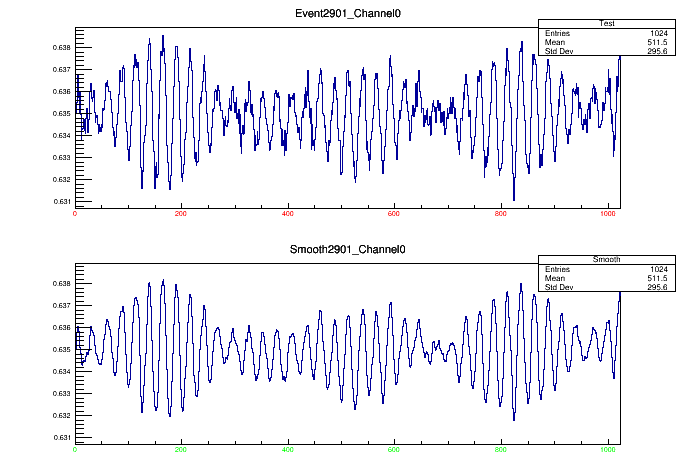 Event2901_Channel0
Test
Entries 1024
Mean 511.5
Std Dev 295.6
0.638
0.637
0.636
0.635
0.634
0.633
0.632
0.631
0 200 400 600 800 1000
Smooth2901_Channel0
Smooth
Entries 1024
Mean 511.5
Std Dev 295.6
0.638
0.637
0.636
0.635
0.634
0.633
0.632
0.631
0 200 400 600 800 1000